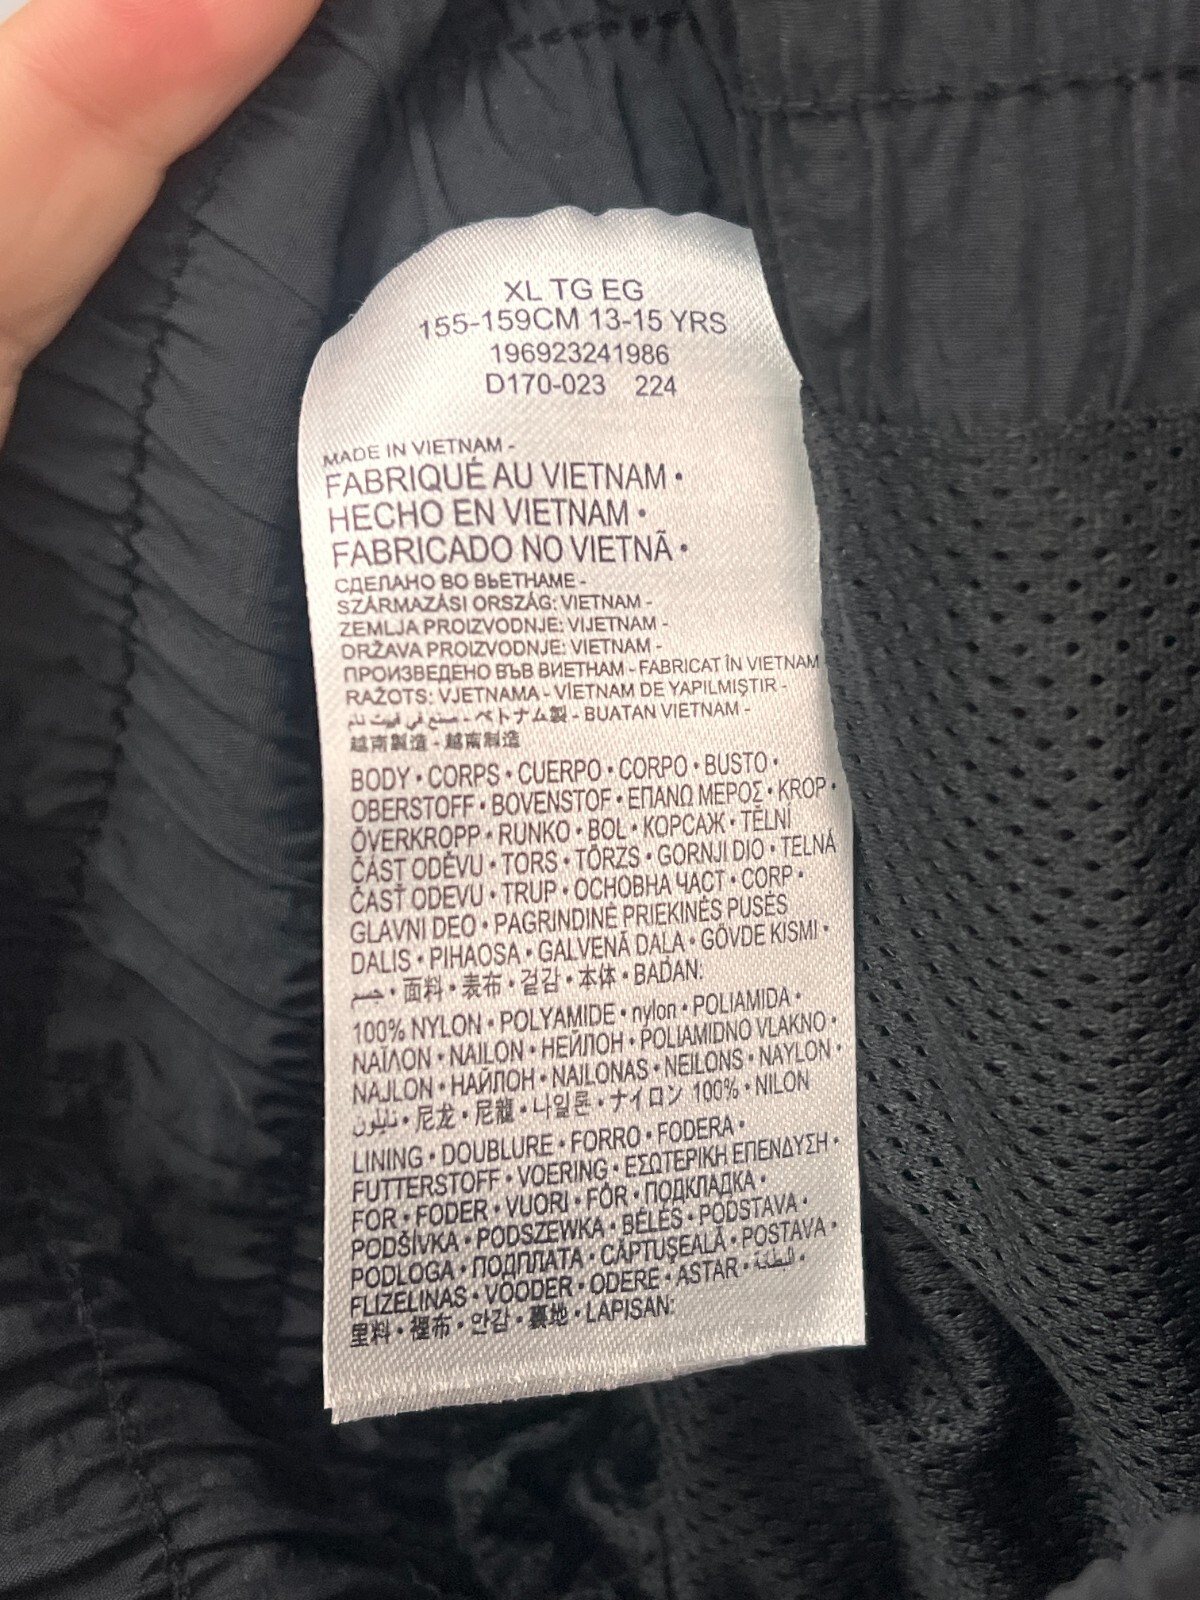 XL TG EG
155-159CM 13-15 YRS
196923241986
D170-023 224
MADE IN VIETNAM -
FABRIQUÉ AU VIETNAM •
HECHO EN VIETNAM •
FABRICADO NO VIETNÃ •
СДЕЛАНО ВО ВЬЕТНАМЕ -
SZÁRMAZÁSI ORSZÁG: VIETNAM -
ZEMLJA PROIZVODNJE: VIJETNAM -
DRŽAVA PROIZVODNJE: VIETNAM -
ПРОИЗВЕДЕНО ВЪВ ВИЕТНАМ - FABRICAT ÎN VIETNAM
RAŽOTS: VJETNAMA - VİETNAM DE YAPILMIŞTIR -
صنع في فييت نام - ベトナム製 - BUATAN VIETNAM -
越南製造 - 越南制造
BODY • CORPS • CUERPO • CORPO • BUSTO •
OBERSTOFF • BOVENSTOF • ΕΠΑΝΩ ΜΕΡΟΣ • KROP •
ÖVERKROPP • RUNKO • BOL • КОРСАЖ • TĚLNÍ
ČÁST ODĚVU • TORS • TÖRZS • GORNJI DIO • TELNÁ
ČASŤ ODEVU • TRUP • ОСНОВНА ЧАСТ • CORP •
GLAVNI DEO • PAGRINDINĖ PRIEKINĖS PUSĖS
DALIS • PIHAOSA • GALVENĀ DAĻA • GÖVDE KISMI •
جسم • 面料 • 表布 • 겉감 • 本体 • BADAN:
100% NYLON • POLYAMIDE • nylon • POLIAMIDA •
ΝΑΪΛΟΝ • NAILON • НЕЙЛОН • POLIAMIDNO VLAKNO •
NAJLON • НАЙЛОН • NAILONAS • NEILONS • NAYLON •
نايلون • 尼龙 • 尼龍 • 나일론 • ナイロン 100% • NILON
LINING • DOUBLURE • FORRO • FODERA •
FUTTERSTOFF • VOERING • ΕΣΩΤΕΡΙΚΗ ΕΠΕΝΔΥΣΗ •
FOR • FODER • VUORI • FÓR • ПОДКЛАДКА •
PODŠÍVKA • PODSZEWKA • BÉLÉS • PODSTAVA •
PODLOGA • ПОДПЛАТА • CĂPTUŞEALĂ • POSTAVA •
FLIZELINAS • VOODER • ODERE • ASTAR • البطانة •
里料 • 裡布 • 안감 • 裏地 • LAPISAN: